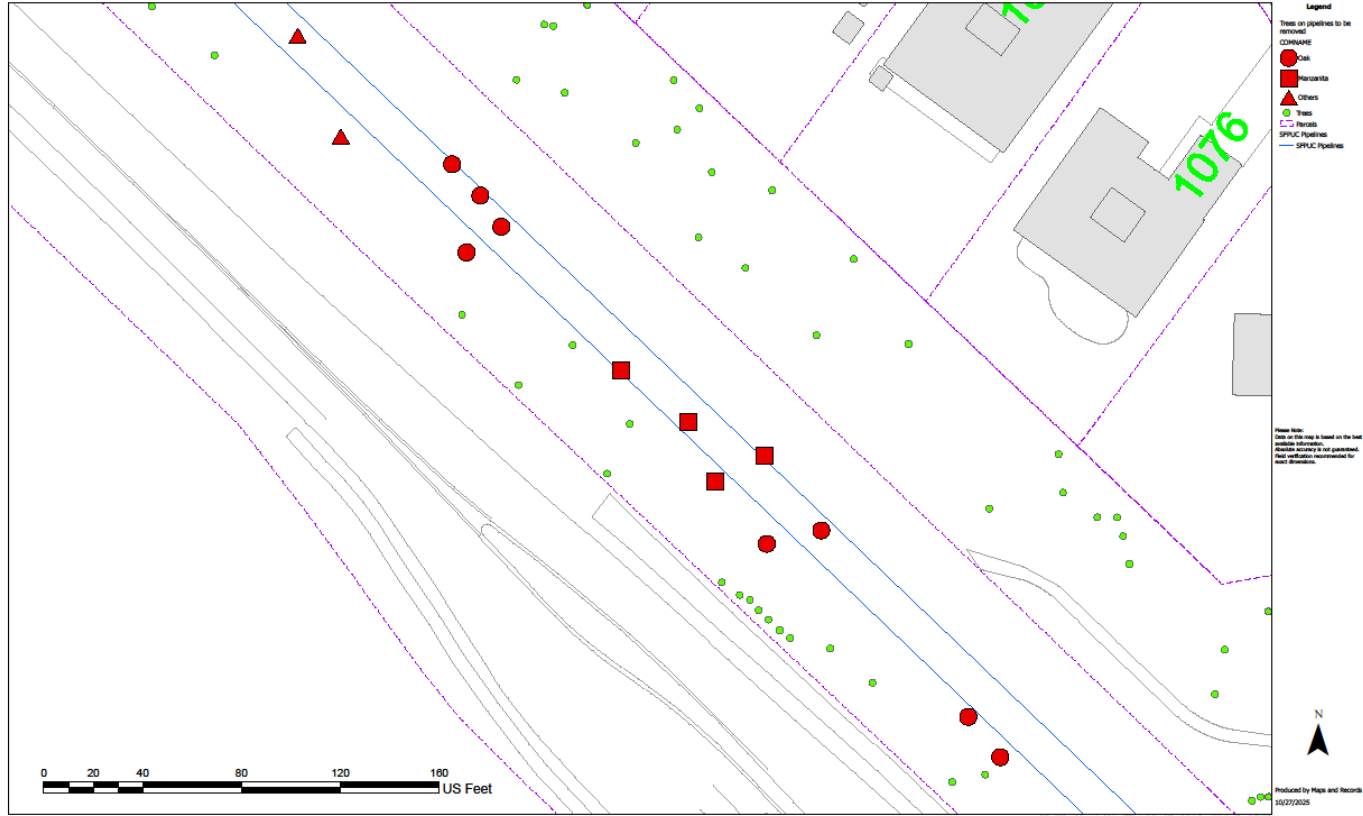 Legend
Trees on pipelines to be
removed
COMNAME
Oak
Manzanita
Others
Trees
Parcels
SFPUC Pipelines
SFPUC Pipelines
1076
Please Note:
Data on this map is based on the best
available information.
Absolute accuracy is not guaranteed.
Field verification recommended for
exact dimensions.
N
0 20 40 80 120 160
US Feet
Produced by Maps and Records
10/27/2025